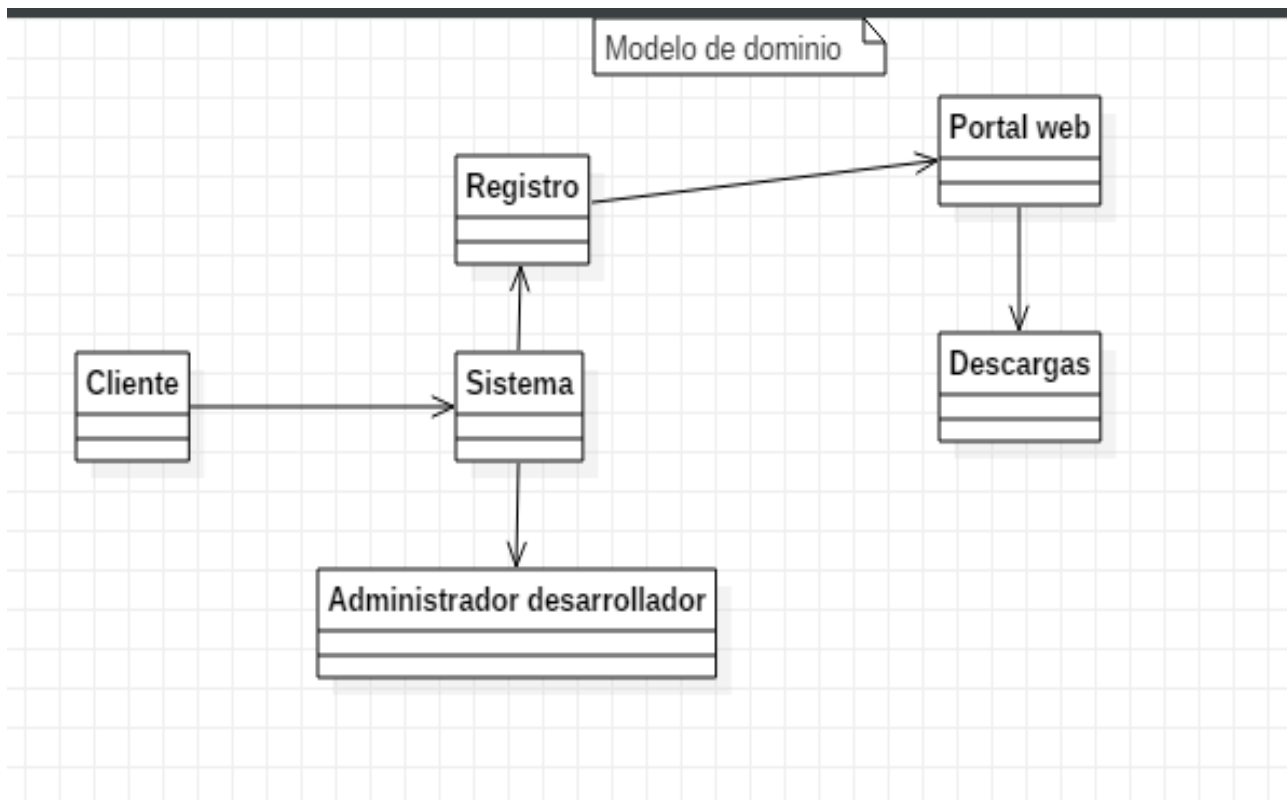 Modelo de dominio
Portal web
Registro
Descargas
Cliente
Sistema
Administrador desarrollador